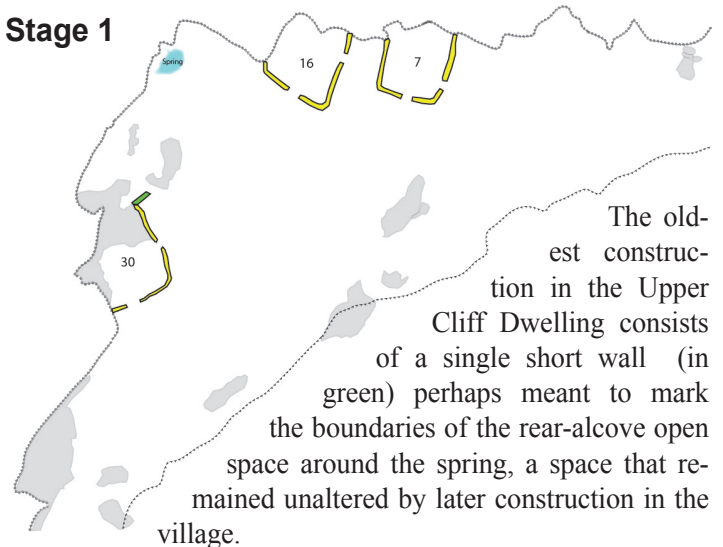 Stage 1
Spring
16
7
30
The old-
est construc-
tion in the Upper
Cliff Dwelling consists
of a single short wall (in
green) perhaps meant to mark
the boundaries of the rear-alcove open
space around the spring, a space that re-
mained unaltered by later construction in the
village.